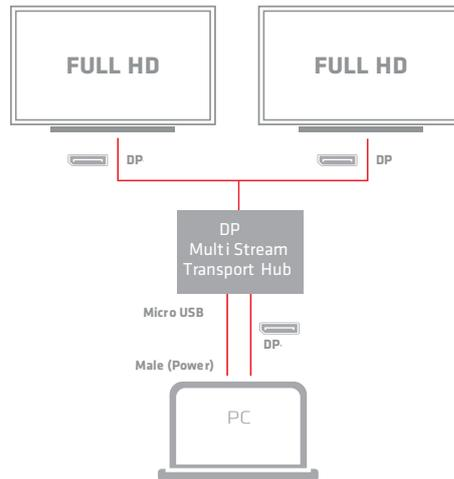 FULL HD
FULL HD
DP
DP
DP
Multi Stream
Transport Hub
Micro USB
DP.
Male (Power)
PC